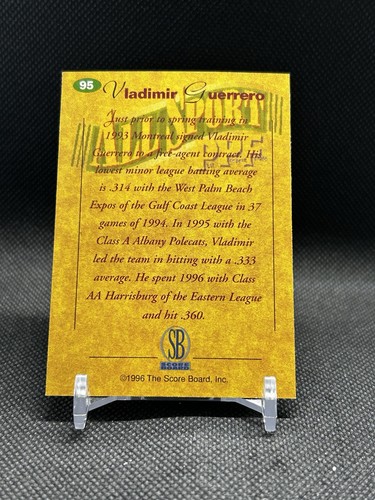 95 Vladimir Guerrero
Just prior to spring training in
1993 Montreal signed Vladimir
Guerrero to a free-agent contract. His
lowest minor league batting average
is .314 with the West Palm Beach
Expos of the Gulf Coast League in 37
games of 1994. In 1995 with the
Class A Albany Polecats, Vladimir
led the team in hitting with a .333
average. He spent 1996 with Class
AA Harrisburg of the Eastern League
and hit .360.
SB
©1996 The Score Board, Inc.